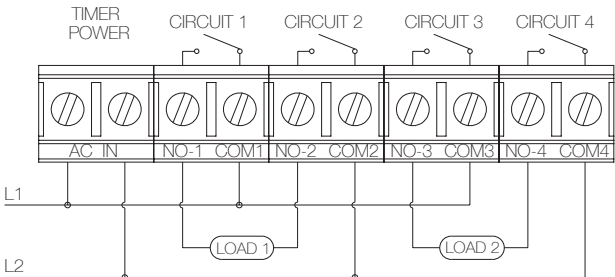 TIMER
POWER
CIRCUIT 1
CIRCUIT 2
CIRCUIT 3
CIRCUIT 4
AC IN
NO-1
COM1
NO-2
COM2
NO-3
COM3
NO-4
COM4
L1
LOAD 1
LOAD 2
L2